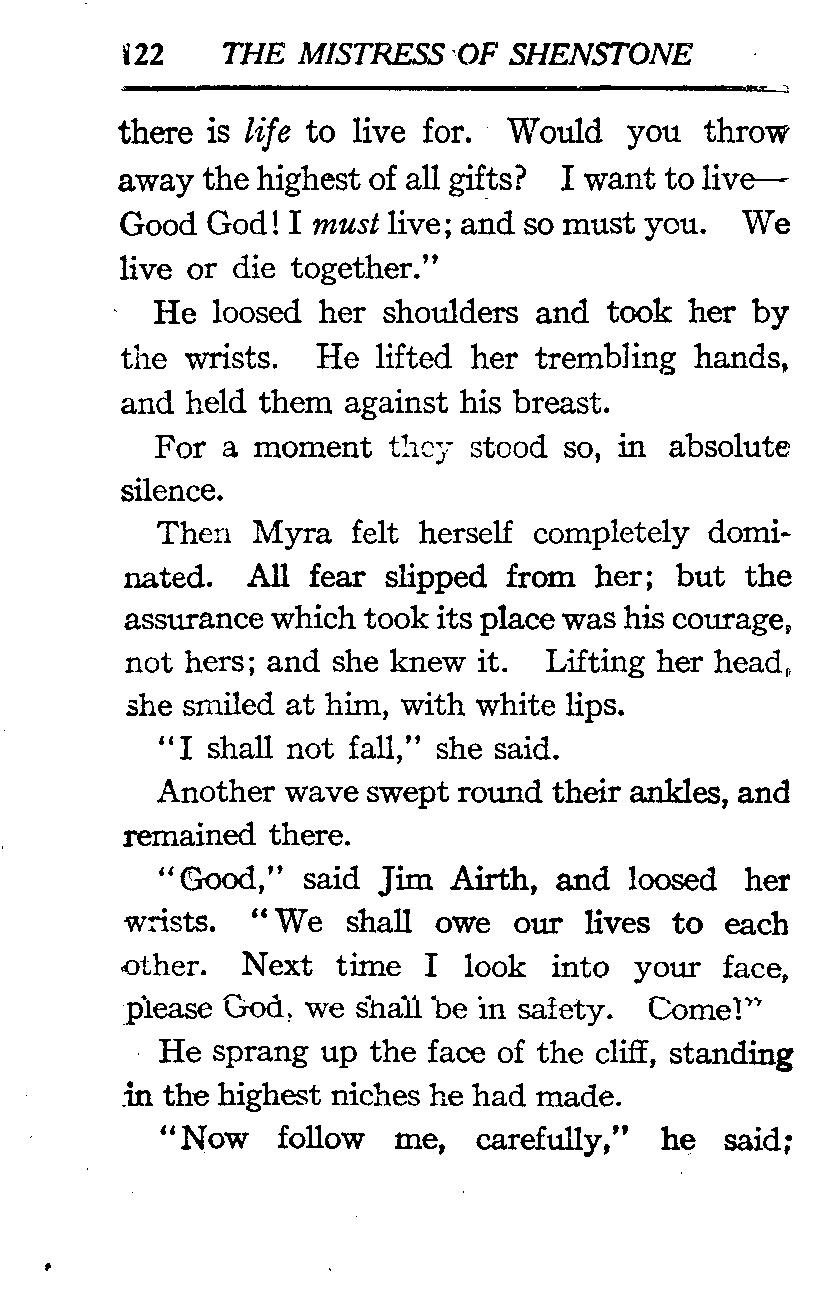 122 THE MISTRESS OF SHENSTONE
there is life to live for. Would you throw
away the highest of all gifts? I want to live—
Good God! I must live; and so must you. We
live or die together."
He loosed her shoulders and took her by
the wrists. He lifted her trembling hands,
and held them against his breast.
For a moment they stood so, in absolute
silence.
Then Myra felt herself completely domi-
nated. All fear slipped from her; but the
assurance which took its place was his courage,
not hers; and she knew it. Lifting her head,
she smiled at him, with white lips.
"I shall not fall," she said.
Another wave swept round their ankles, and
remained there.
"Good," said Jim Airth, and loosed her
wrists. "We shall owe our lives to each
other. Next time I look into your face,
please God, we shall be in safety. Come!"
He sprang up the face of the cliff, standing
in the highest niches he had made.
"Now follow me, carefully," he said;